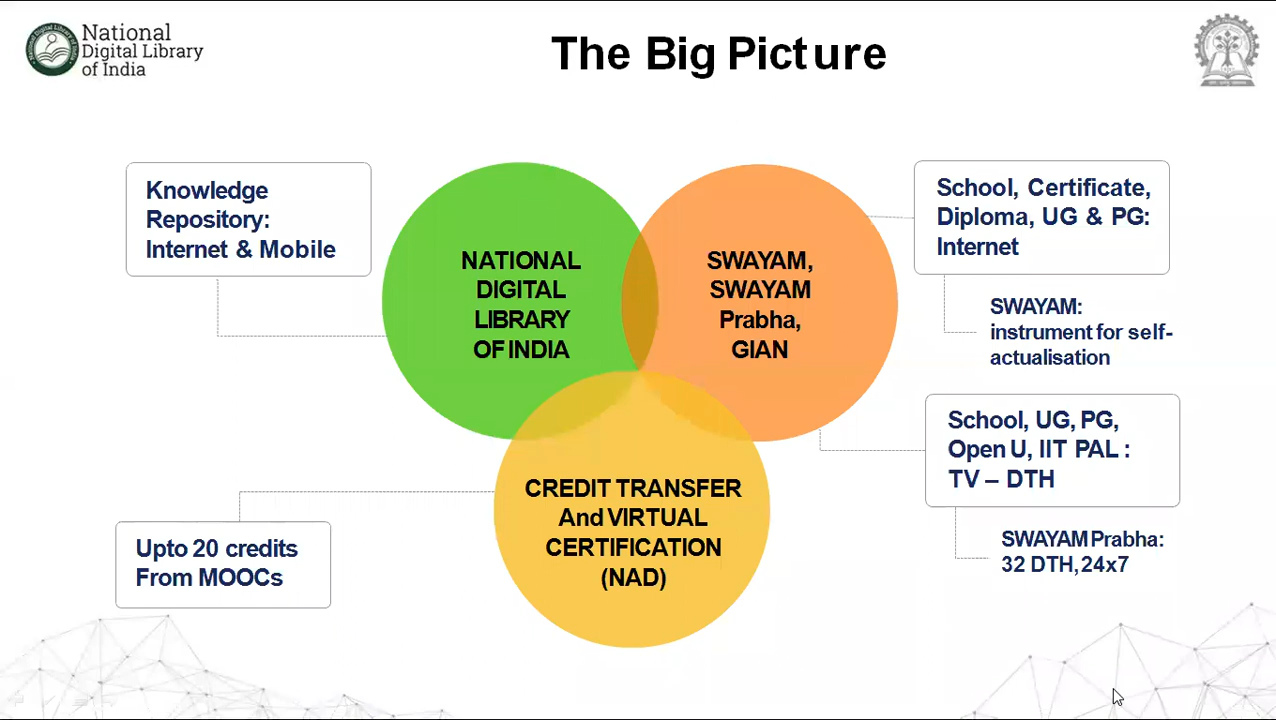 National
Digital Library
of India
The Big Picture
Knowledge
Repository:
Internet & Mobile
NATIONAL
DIGITAL
LIBRARY
OF INDIA
SWAYAM,
SWAYAM
Prabha,
GIAN
School, Certificate,
Diploma, UG & PG:
Internet
SWAYAM:
instrument for self-
actualisation
School, UG, PG,
Open U, IIT PAL :
TV – DTH
SWAYAM Prabha:
32 DTH, 24x7
CREDIT TRANSFER
And VIRTUAL
CERTIFICATION
(NAD)
Upto 20 credits
From MOOCs